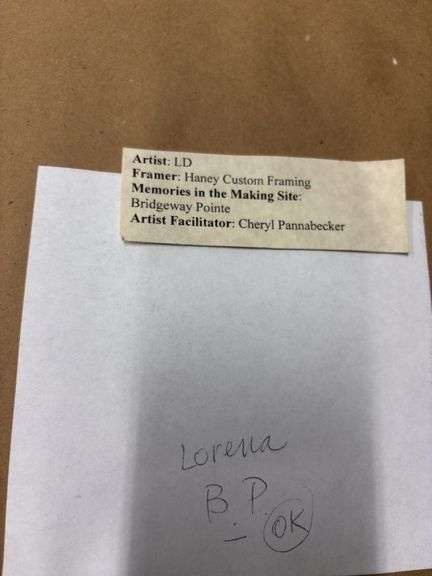 Artist: LD
Framer: Haney Custom Framing
Memories in the Making Site:
Bridgeway Pointe
Artist Facilitator: Cheryl Pannabecker
Lorena
B.P.
OK